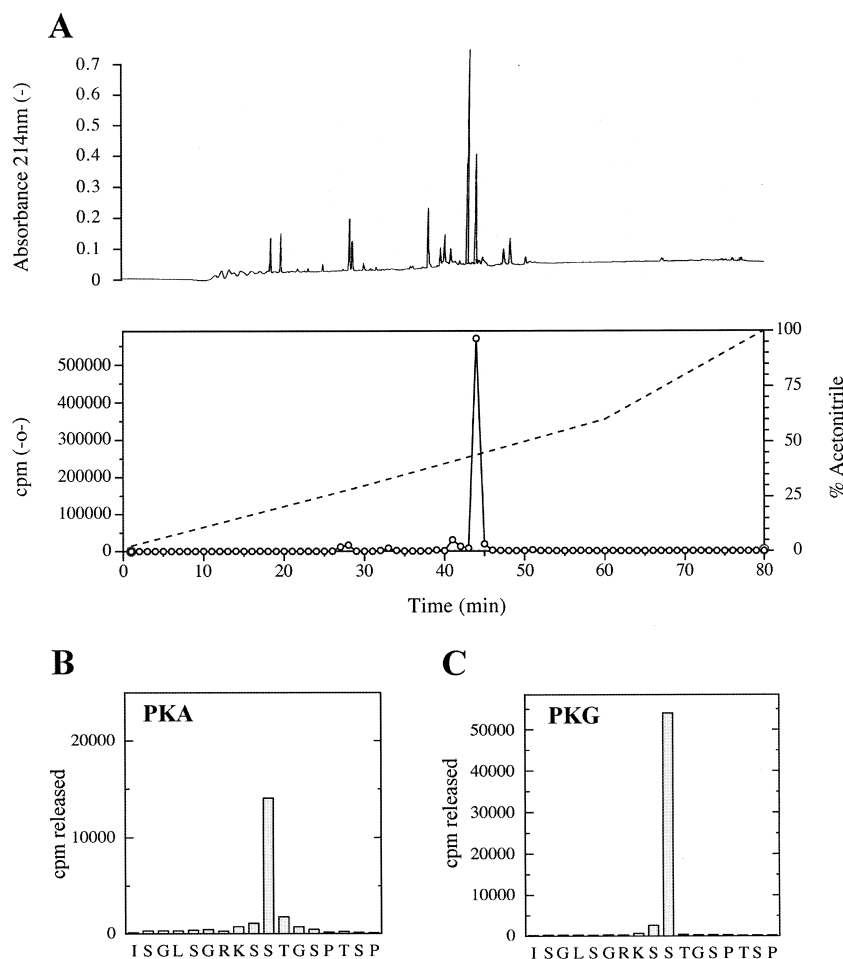 A
Absorbance 214nm (-)
0.7
0.6
0.5
0.4
0.3
0.2
0.1
0
cpm (-o-)
500000
400000
300000
200000
100000
0
100
75
50
25
0
% Acetonitrile
0 10 20 30 40 50 60 70 80
Time (min)
B
PKA
cpm released
20000
10000
0
I S G L S G R K S S T G S P T S P
C
PKG
cpm released
50000
40000
30000
20000
10000
0
I S G L S G R K S S T G S P T S P